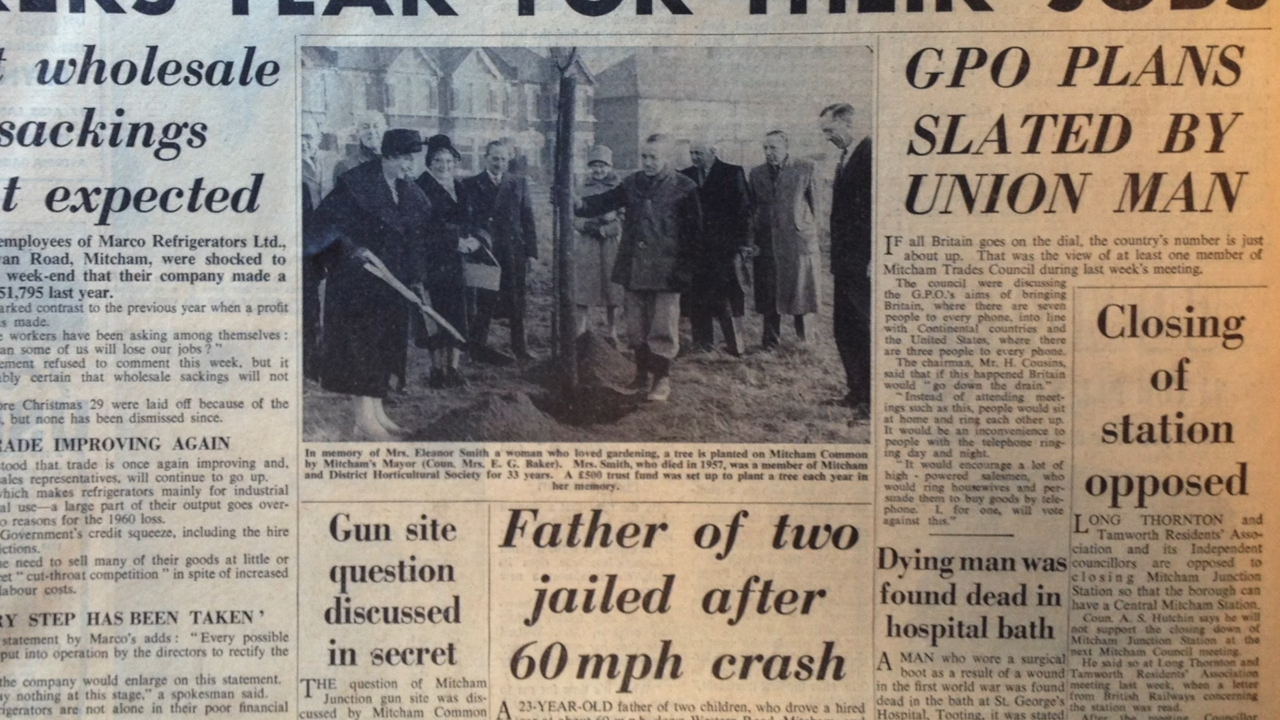 FEAR FOR THEIR JOBS
wholesale
sackings
expected
employees of Marco Refrigerators Ltd.,
Road, Mitcham, were shocked to
week-end that their company made a
51,795 last year.
contrast to the previous year when a profit
made.
workers have been asking among themselves :
some of us will lose our jobs ? "
refused to comment this week, but it
certain that wholesale sackings will not
Christmas 29 were laid off because of the
, but none has been dismissed since.
IMPROVING AGAIN
that trade is once again improving and,
sales representatives, will continue to go up.
which makes refrigerators mainly for industrial
use—a large part of their output goes over-
reasons for the 1960 loss.
Government's credit squeeze, including the hire
need to sell many of their goods at little or
" cut-throat competition " in spite of increased
labour costs.
STEP HAS BEEN TAKEN '
statement by Marco's adds : " Every possible
put into operation by the directors to rectify the
the company would enlarge on this statement.
nothing at this stage," a spokesman said.
are not alone in their poor financial
In memory of Mrs. Eleanor Smith a woman who loved gardening, a tree is planted on Mitcham Common
by Mitcham's Mayor (Coun. Mrs. E. G. Baker). Mrs. Smith, who died in 1957, was a member of Mitcham
and District Horticultural Society for 33 years. A £500 trust fund was set up to plant a tree each year in
her memory.
Gun site
question
discussed
in secret
THE question of Mitcham
Junction gun site was dis-
cussed by Mitcham Common
Father of two
jailed after
60 mph crash
A 23-YEAR-OLD father of two children, who drove a hired
GPO PLANS
SLATED BY
UNION MAN
IF all Britain goes on the dial, the country's number is just
about up. That was the view of at least one member of
Mitcham Trades Council during last week's meeting.
The council were discussing
the G.P.O.'s aims of bringing
Britain, where there are seven
people to every phone, into line
with Continental countries and
the United States, where there
are three people to every phone.
The chairman, Mr. H. Cousins,
said that if this happened Britain
would " go down the drain."
" Instead of attending meet-
ings such as this, people would sit
at home and ring each other up.
It would be an inconvenience to
people with the telephone ring-
ing day and night.
" It would encourage a lot of
high - powered salesmen, who
would ring housewives and per-
suade them to buy goods by tele-
phone. I, for one, will vote
against this."
Dying man was
found dead in
hospital bath
A MAN who wore a surgical
boot as a result of a wound
in the first world war was found
dead in the bath at St. George's
Hospital, Tooting, it was stated
Closing
of
station
opposed
LONG THORNTON and
Tamworth Residents' Asso-
ciation and its Independent
councillors are opposed to
closing Mitcham Junction
Station so that the borough can
have a Central Mitcham Station.
Coun. A. S. Hutchin says he will
not support the closing down of
Mitcham Junction Station at the
next Mitcham Council meeting.
He said so at Long Thornton and
Tamworth Residents' Association
meeting last week, when a letter
from British Railways concerning
the station was read.